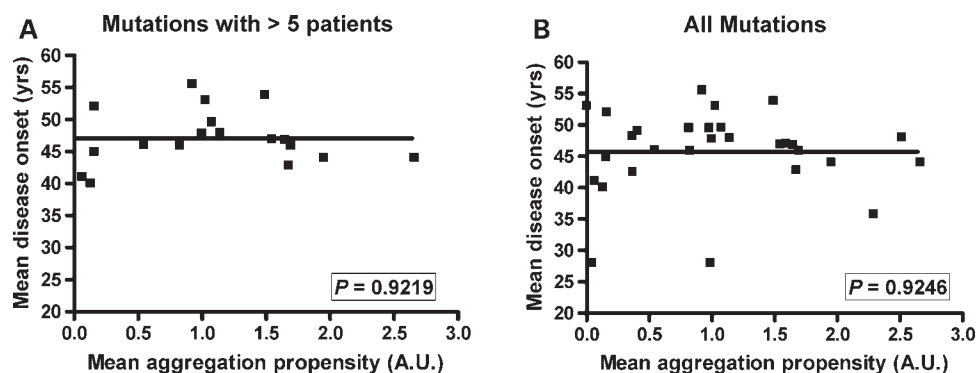 A
Mutations with > 5 patients
Mean disease onset (yrs)
60
55
50
45
40
35
30
25
20
P = 0.9219
0.0 0.5 1.0 1.5 2.0 2.5 3.0
Mean aggregation propensity (A.U.)
B
All Mutations
Mean disease onset (yrs)
60
55
50
45
40
35
30
25
20
P = 0.9246
0.0 0.5 1.0 1.5 2.0 2.5 3.0
Mean aggregation propensity (A.U.)